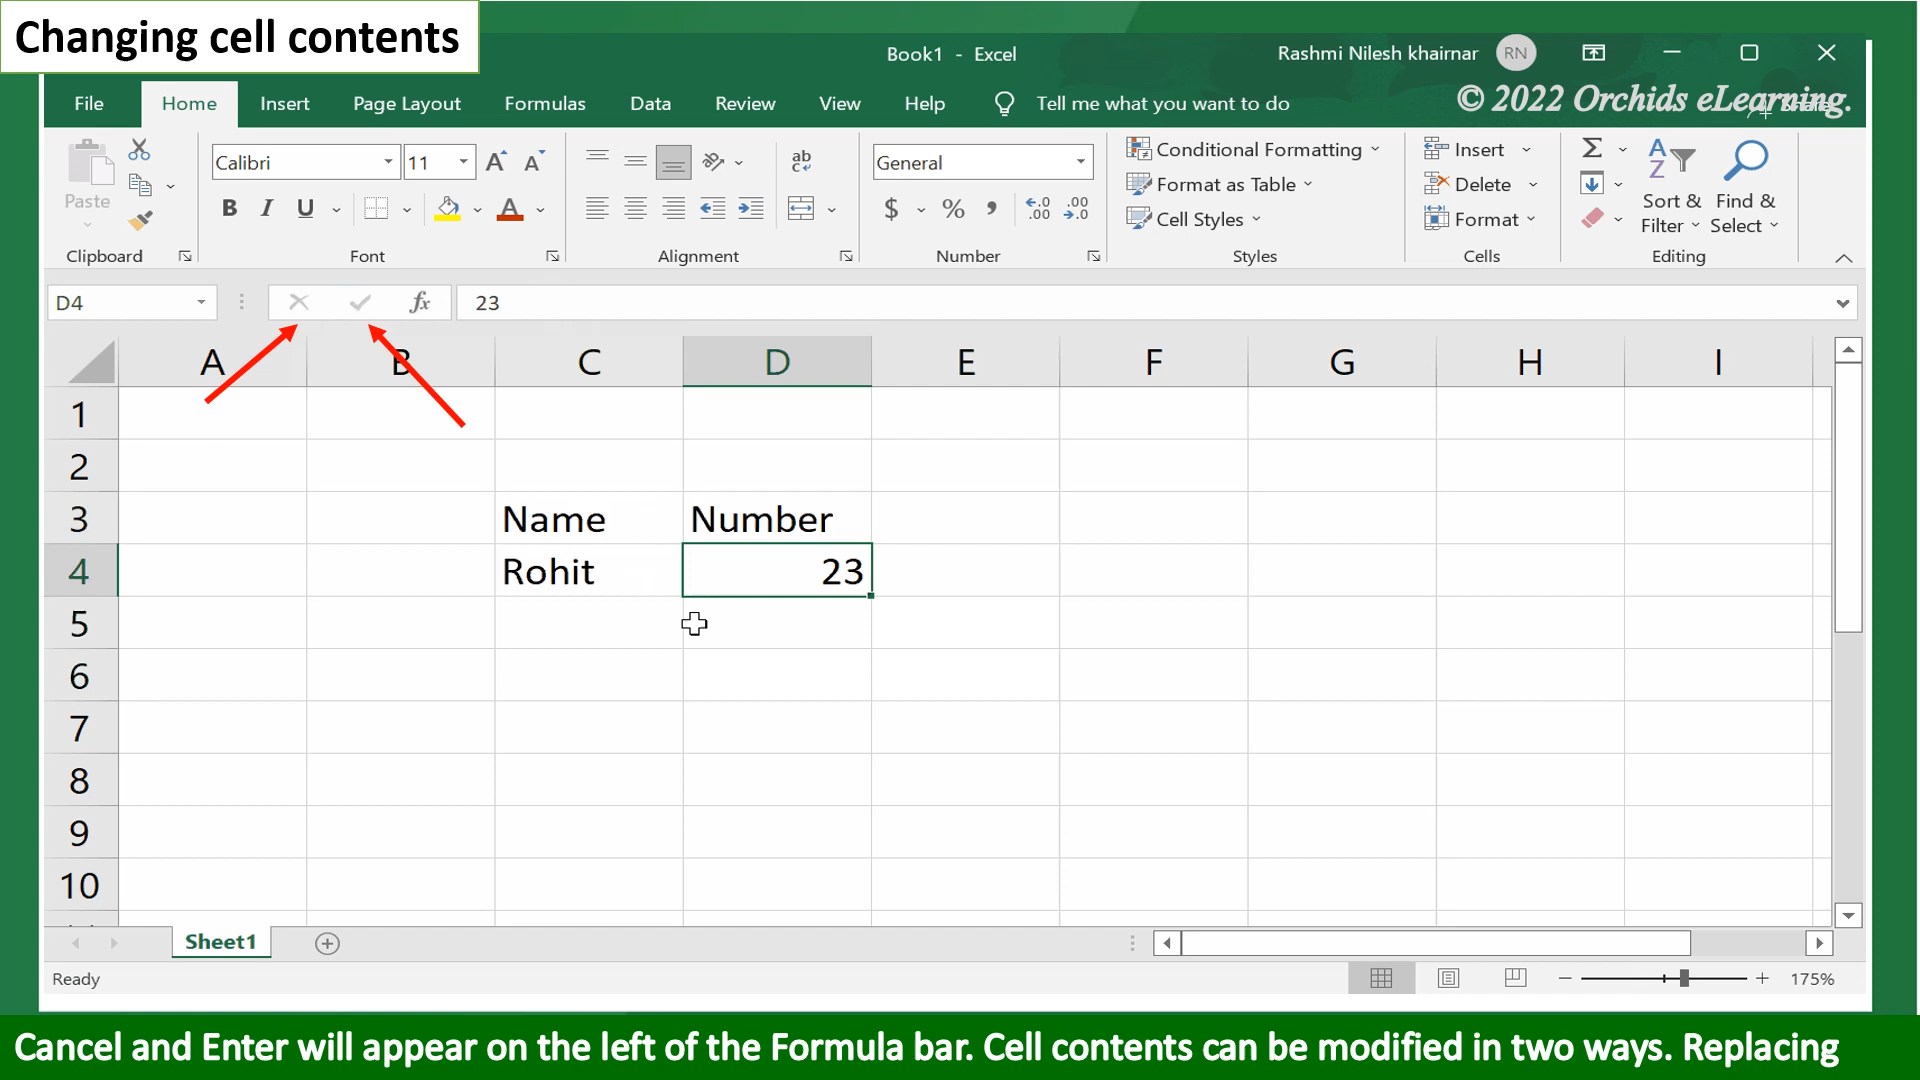 Changing cell contents
Book1 - Excel
Rashmi Nilesh khairnar RN
File Home Insert Page Layout Formulas Data Review View Help Tell me what you want to do
© 2022 Orchids eLearning.
Paste
Clipboard
Calibri 11
B I U A
Font
ab
Alignment
General
$ % ,
Number
Conditional Formatting
Format as Table
Cell Styles
Styles
Insert
Delete
Format
Cells
Sort & Filter
Find & Select
Editing
D4 fx 23
A B C D E F G H I
1
2
3 Name Number
4 Rohit 23
5
6
7
8
9
10
Sheet1
Ready 175%
Cancel and Enter will appear on the left of the Formula bar. Cell contents can be modified in two ways. Replacing